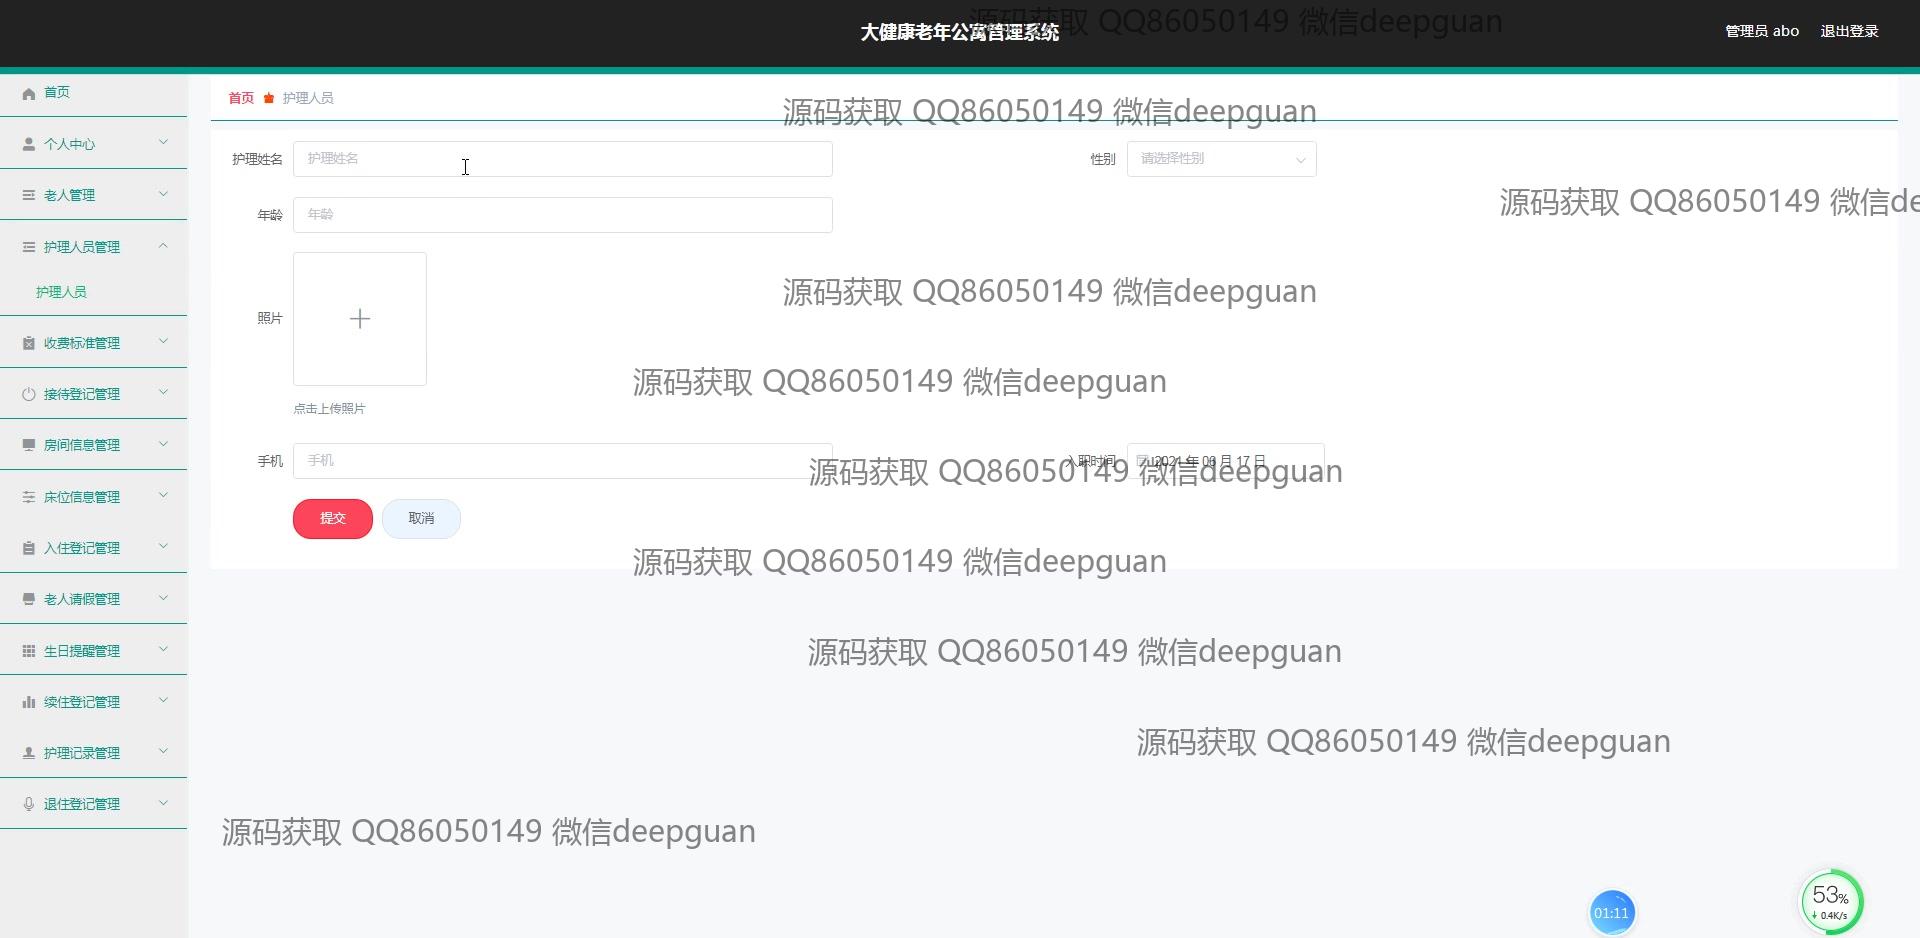 源码获取 QQ86050149 微信deepguan
大健康老年公寓管理系统
管理员 abo
退出登录
首页
个人中心
老人管理
护理人员管理
护理人员
收费标准管理
接待登记管理
房间信息管理
床位信息管理
入住登记管理
老人请假管理
生日提醒管理
续住登记管理
护理记录管理
退住登记管理
首页 护理人员
源码获取 QQ86050149 微信deepguan
护理姓名 护理姓名
性别 请选择性别
源码获取 QQ86050149 微信de
年龄 年龄
源码获取 QQ86050149 微信deepguan
照片
源码获取 QQ86050149 微信deepguan
点击上传照片
手机 手机
入职时间 2021 年 06 月 17 日
源码获取 QQ86050149 微信deepguan
提交 取消
源码获取 QQ86050149 微信deepguan
源码获取 QQ86050149 微信deepguan
源码获取 QQ86050149 微信deepguan
源码获取 QQ86050149 微信deepguan
01:11
53%
0.4K/s